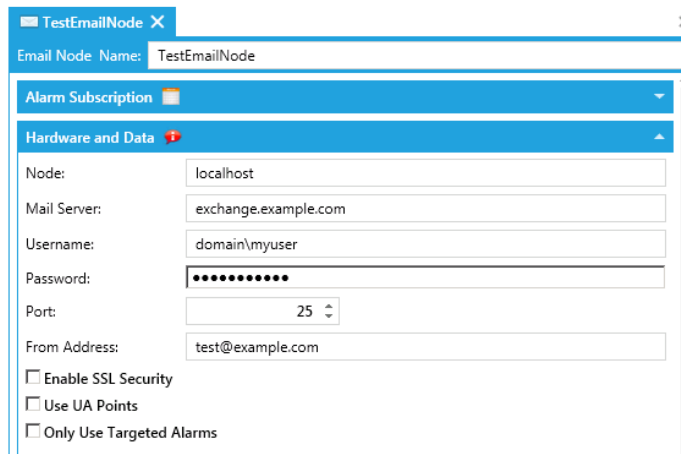 TestEmailNode
Email Node Name: TestEmailNode
Alarm Subscription
Hardware and Data
Node: localhost
Mail Server: exchange.example.com
Username: domain\myuser
Password: ●●●●●●●●●●●
Port: 25
From Address: test@example.com
Enable SSL Security
Use UA Points
Only Use Targeted Alarms